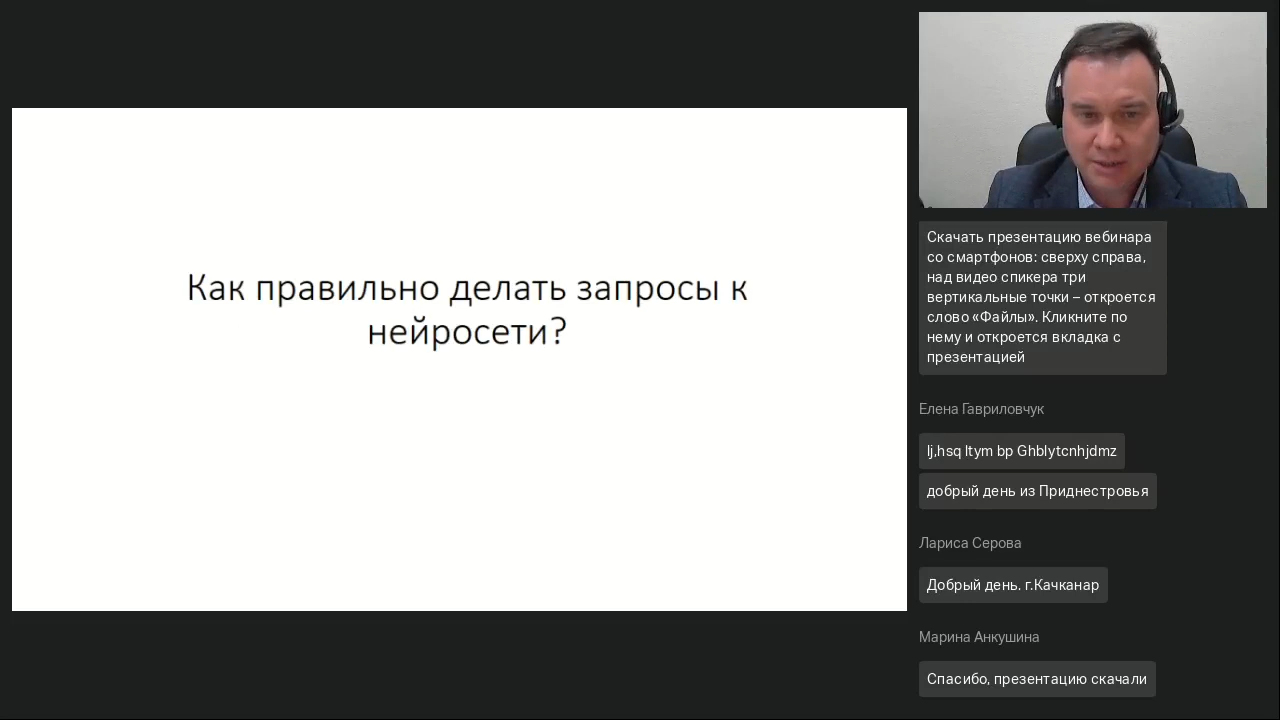 Как правильно делать запросы к
нейросети?
Скачать презентацию вебинара
со смартфонов: сверху справа,
над видео спикера три
вертикальные точки – откроется
слово «Файлы». Кликните по
нему и откроется вкладка с
презентацией
Елена Гавриловчук
lj,hsq ltym bp Ghblytcnhjdmz
добрый день из Приднестровья
Лариса Серова
Добрый день. г.Качканар
Марина Анкушина
Спасибо, презентацию скачали